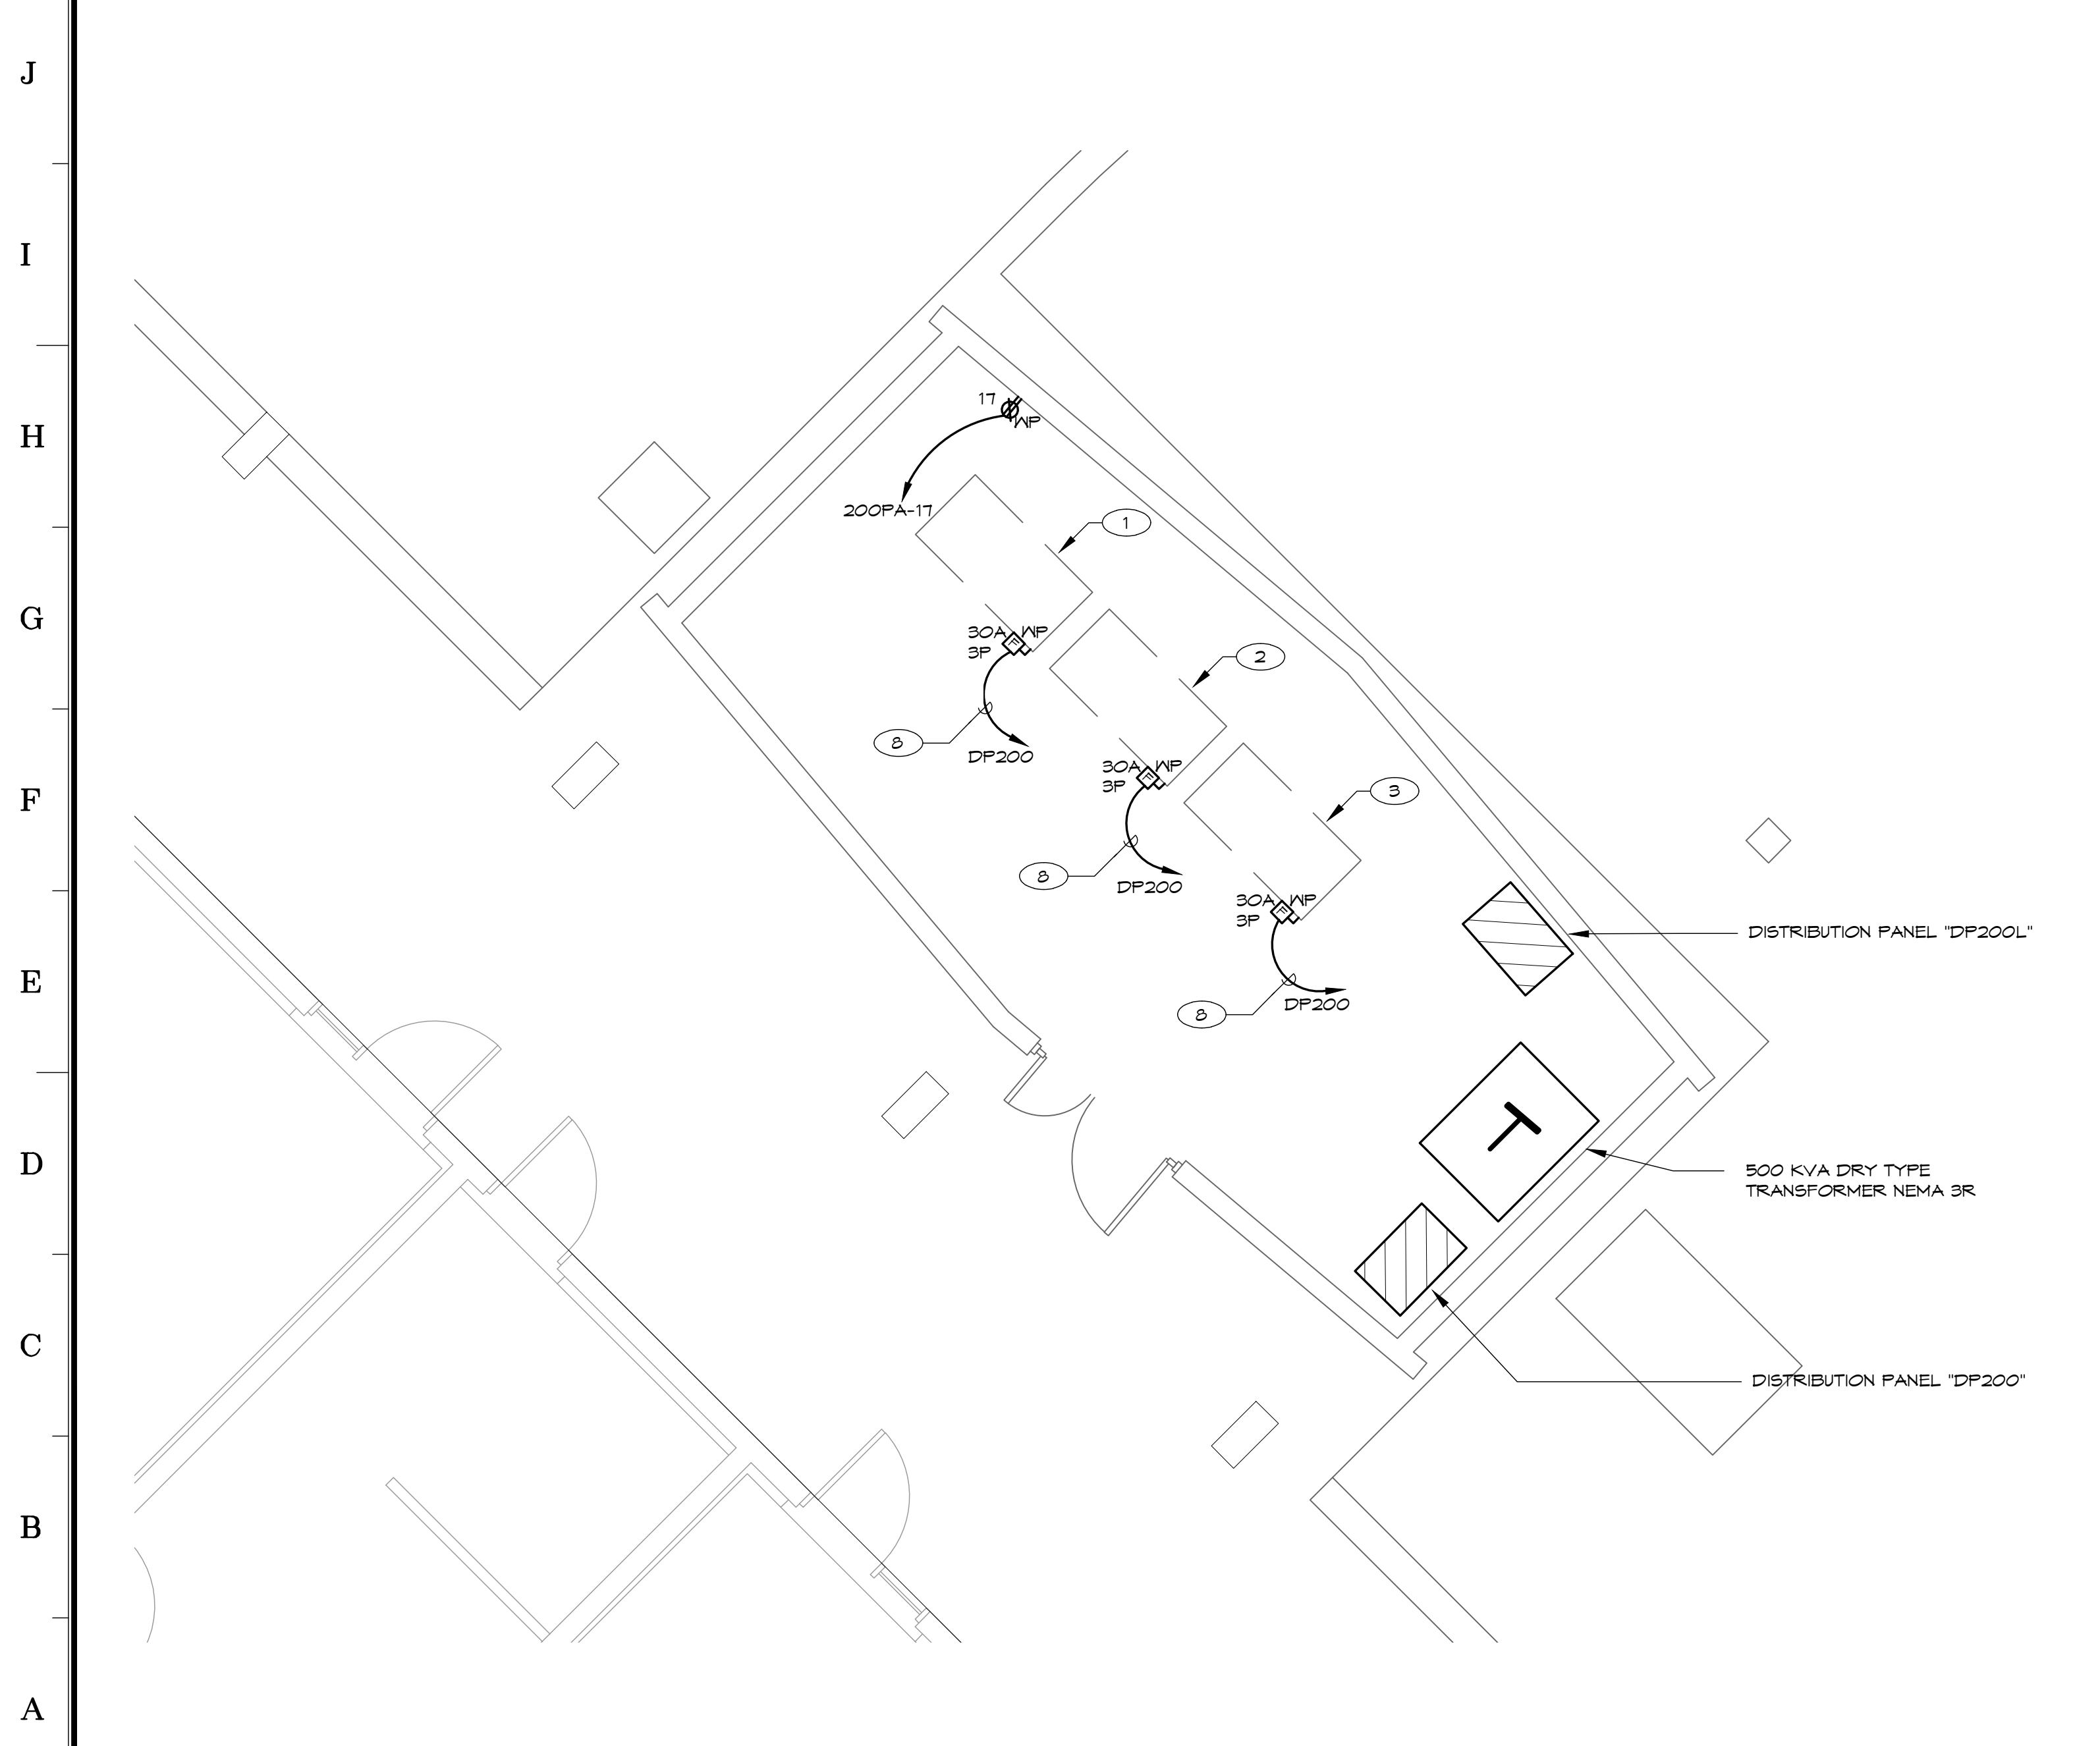 J
I
H
G
F
E
D
C
B
A
17
WP
200PA-17
1
30A WP
3P
2
8
DP200
30A WP
3P
3
8
DP200
30A WP
3P
8
DP200
DISTRIBUTION PANEL "DP200L"
500 KVA DRY TYPE
TRANSFORMER NEMA 3R
DISTRIBUTION PANEL "DP200"
F
F
F
T